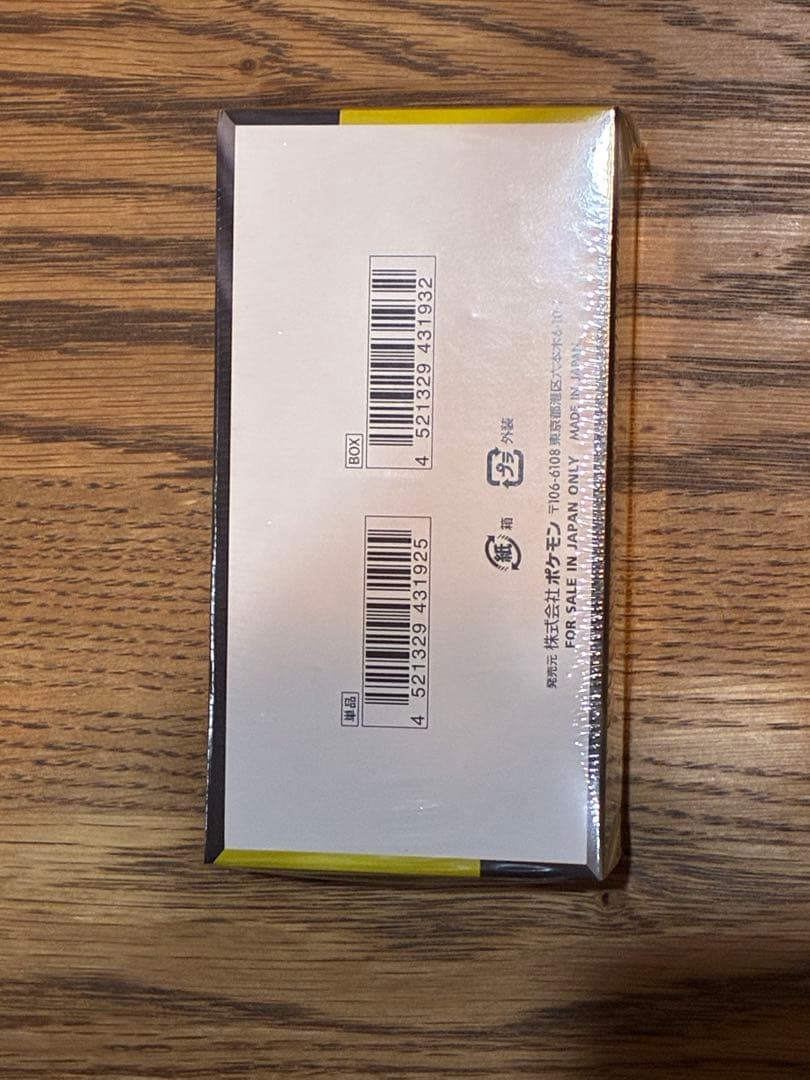 単品
4 521329 431925
BOX
4 521329 431932
紙 箱
プラ 外装
発売元 株式会社 ポケモン 〒106-6108 東京都港区六本木6-10-1
FOR SALE IN JAPAN ONLY MADE IN JAPAN